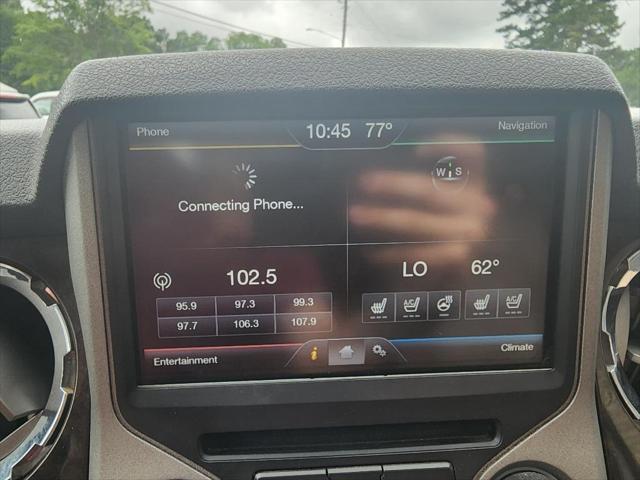 Phone
10:45 77°
Navigation
Connecting Phone...
W S
102.5
LO 62°
95.9 97.3 99.3
97.7 106.3 107.9
A/C A/C
Entertainment
i
Climate